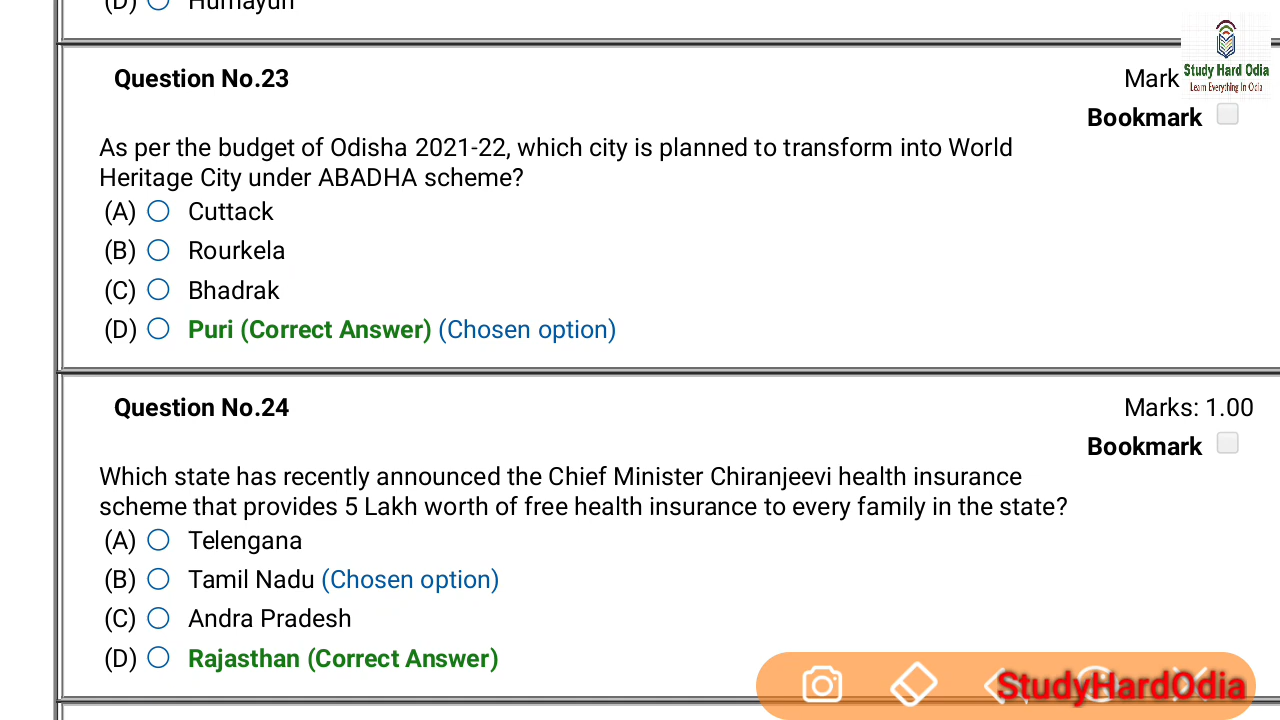 (D) Humayun
Question No.23
Mark
Study Hard Odia
Learn Everything In Odia
Bookmark
As per the budget of Odisha 2021-22, which city is planned to transform into World
Heritage City under ABADHA scheme?
(A) Cuttack
(B) Rourkela
(C) Bhadrak
(D) Puri (Correct Answer) (Chosen option)
Question No.24
Marks: 1.00
Bookmark
Which state has recently announced the Chief Minister Chiranjeevi health insurance
scheme that provides 5 Lakh worth of free health insurance to every family in the state?
(A) Telengana
(B) Tamil Nadu (Chosen option)
(C) Andra Pradesh
(D) Rajasthan (Correct Answer)
StudyHardOdia